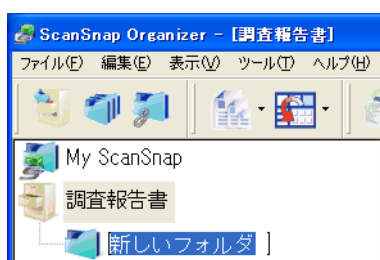 ScanSnap Organizer - [調査報告書]
ファイル(F) 編集(E) 表示(V) ツール(T) ヘルプ(H)
My ScanSnap
調査報告書
新しいフォルダ ]